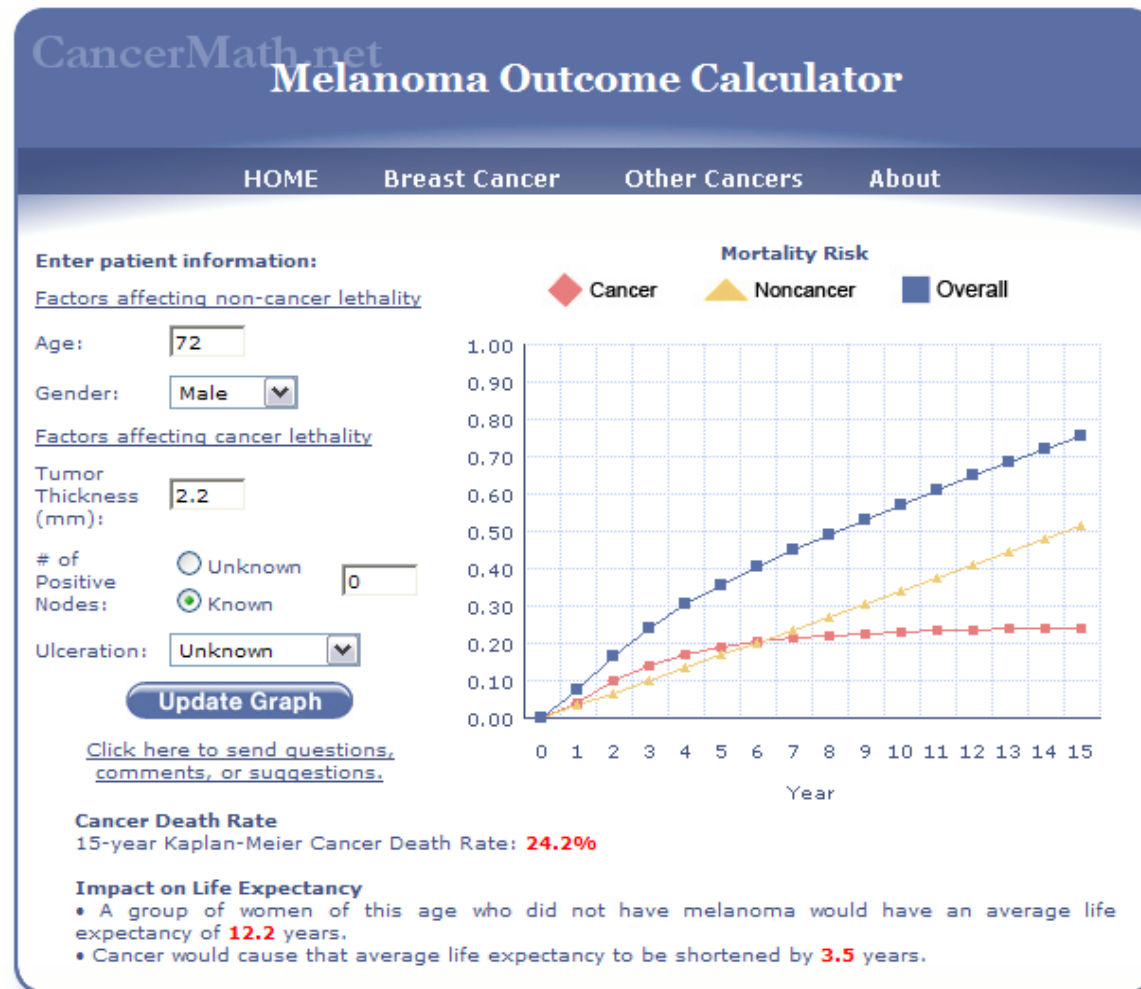 CancerMath.net
Melanoma Outcome Calculator
HOME Breast Cancer Other Cancers About
Enter patient information:
Factors affecting non-cancer lethality
Age: 72
Gender: Male
Factors affecting cancer lethality
Tumor
Thickness
(mm): 2.2
# of
Positive
Nodes:
Unknown
Known
0
Ulceration: Unknown
Update Graph
Click here to send questions,
comments, or suggestions.
Mortality Risk
Cancer Noncancer Overall
1.00
0.90
0.80
0.70
0.60
0.50
0.40
0.30
0.20
0.10
0.00
0 1 2 3 4 5 6 7 8 9 10 11 12 13 14 15
Year
Cancer Death Rate
15-year Kaplan-Meier Cancer Death Rate: 24.2%
Impact on Life Expectancy
• A group of women of this age who did not have melanoma would have an average life
expectancy of 12.2 years.
• Cancer would cause that average life expectancy to be shortened by 3.5 years.